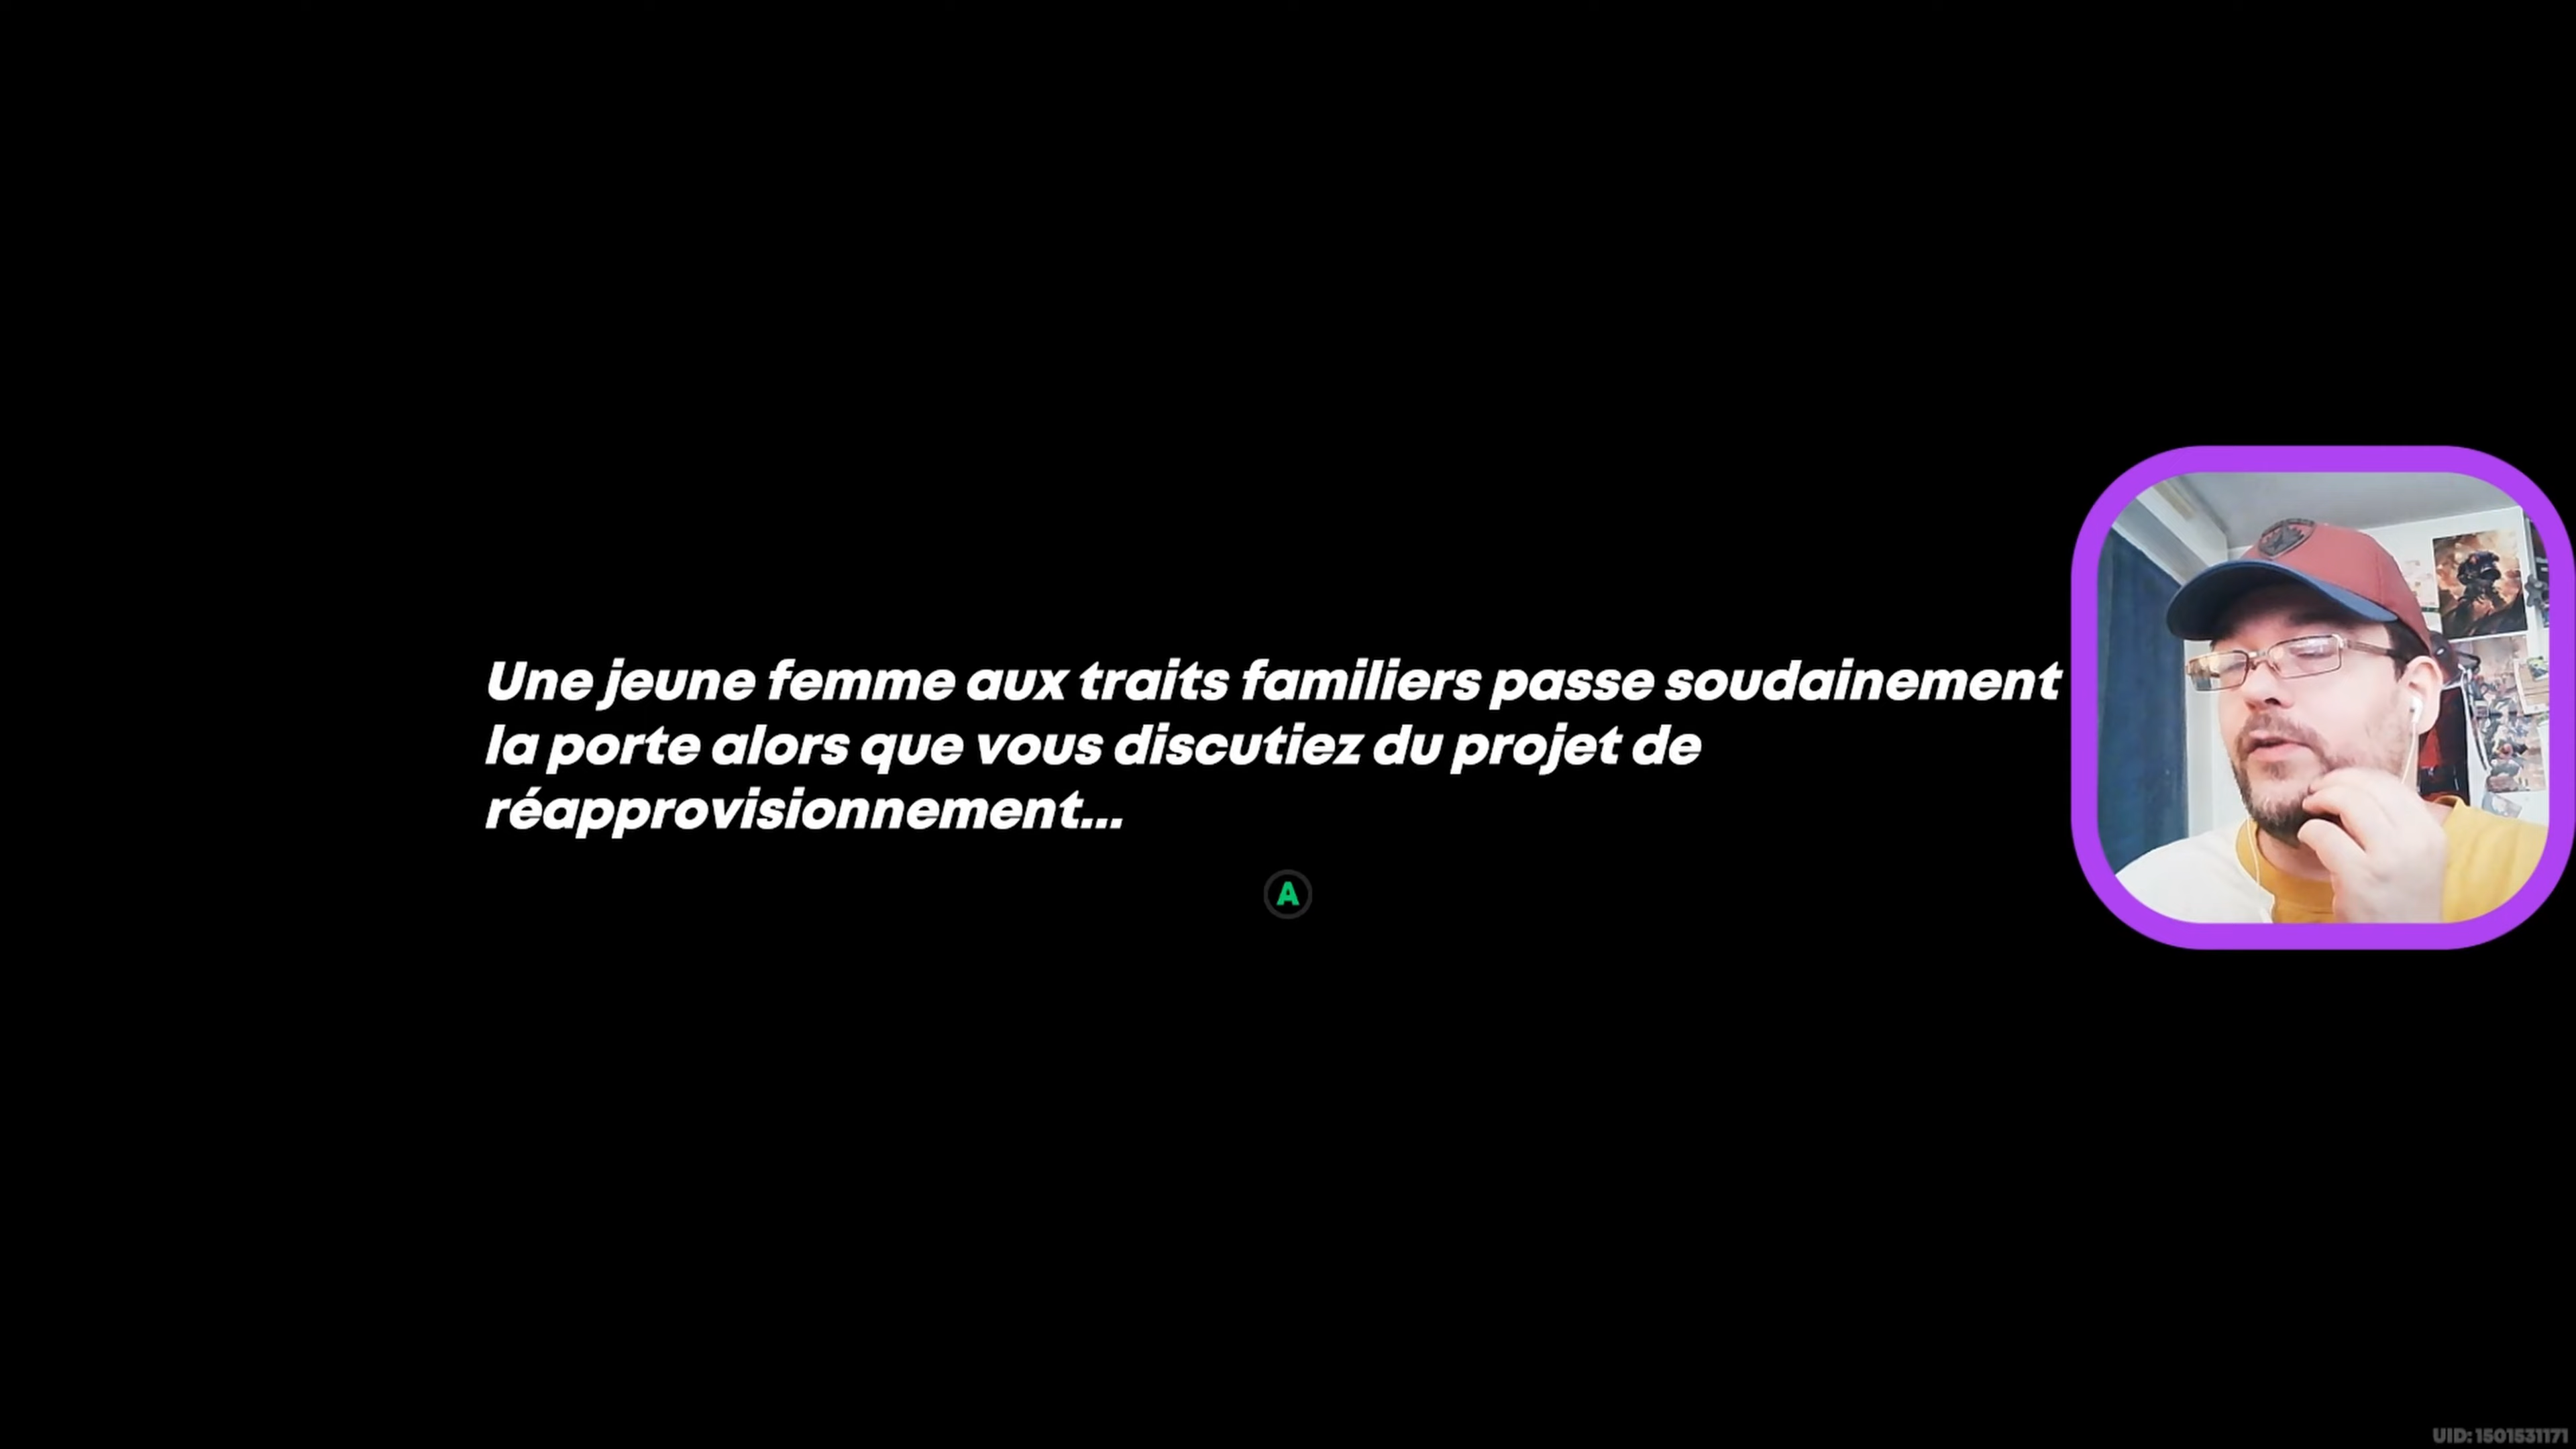 Une jeune femme aux traits familiers passe soudainement
la porte alors que vous discutiez du projet de
réapprovisionnement...
A
UID: 1501531171